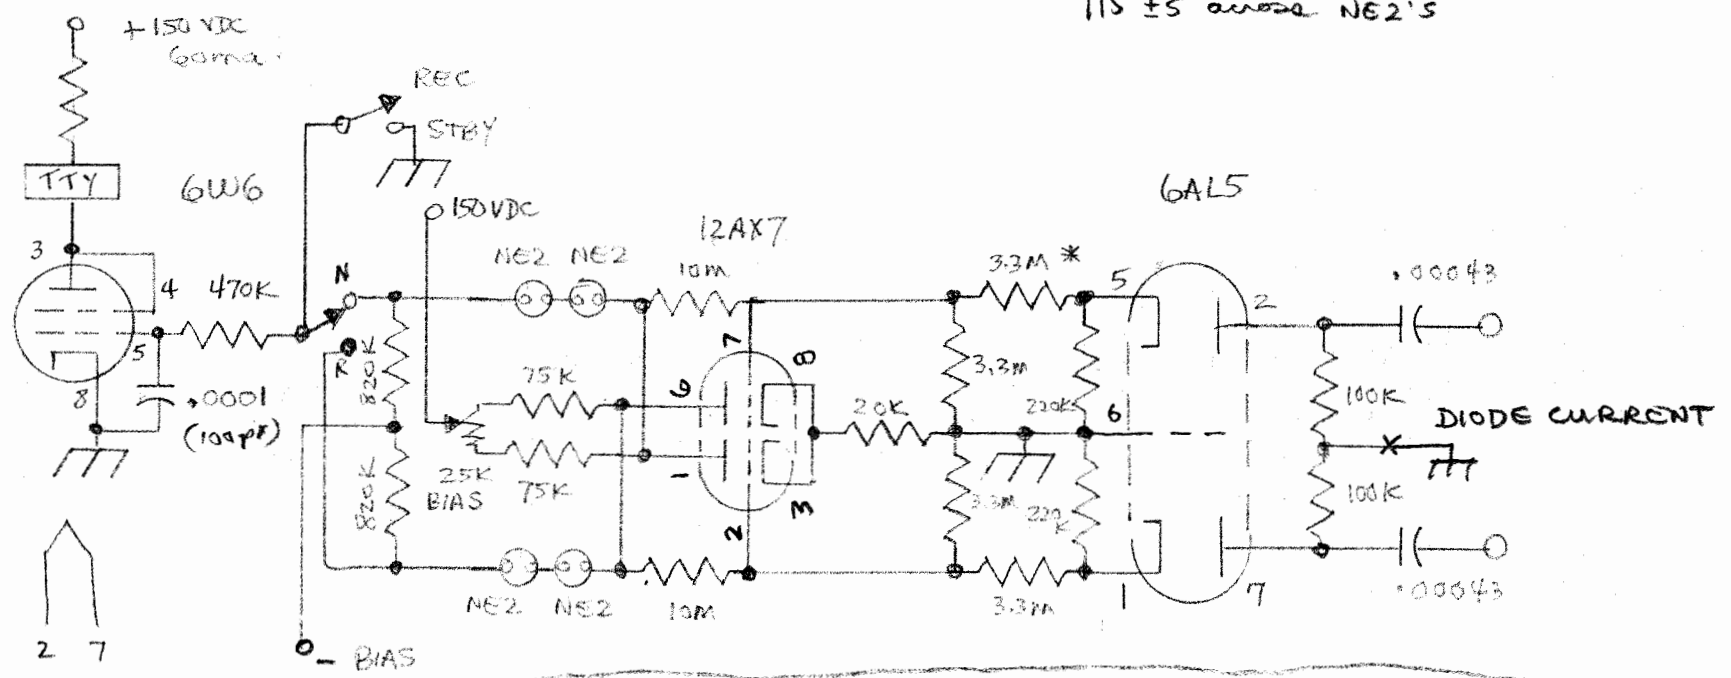 115 ±5 across NE2's
+150 VDC
60ma.
REC
STBY
TTY
6W6
150VDC
6AL5
12AX7
NE2 NE2
10M
3.3M *
.00043
3
4
470K
N
5
2
7
8
R
820K
75K
6
3.3M
100K
5
8
.0001
(100pf)
20K
220K
6
DIODE CURRENT
25K
BIAS
75K
1
820K
3
2
3.3M
220K
100K
NE2 NE2
10M
3.3M
1
7
.00043
2 7
- BIAS